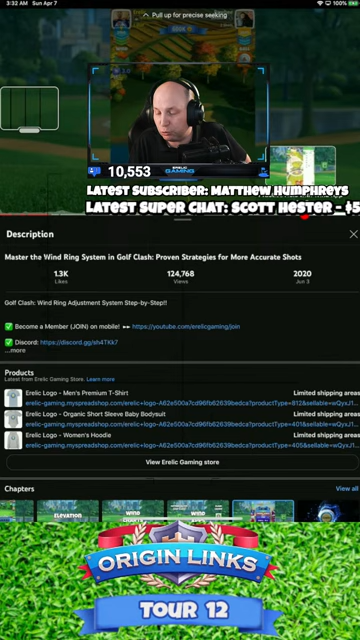 3:32 AM Sun Apr 7
100%
Pull up for precise seeking
ERELIC
GAMING
10,553
Latest Subscriber: Matthew Humphreys
Latest Super Chat: Scott Hester - $5
Description
Master the Wind Ring System in Golf Clash: Proven Strategies for More Accurate Shots
1.3K
124,768
2020
Likes
Views
Jun 3
Golf Clash: Wind Ring Adjustment System Step-by-Step!!
Become a Member (JOIN) on mobile! ►► https://youtube.com/erelicgaming/join
Discord: https://discord.gg/sh4TKk7
...more
Products
Latest from Erelic Gaming Store. Learn more
Erelic Logo - Men's Premium T-Shirt
Limited shipping areas
Erelic Logo - Organic Short Sleeve Baby Bodysuit
Limited shipping areas
Erelic Logo - Women's Hoodie
Limited shipping areas
View Erelic Gaming store
Chapters
View all
ELEVATION
WIND
ORIGIN LINKS
TOUR 12